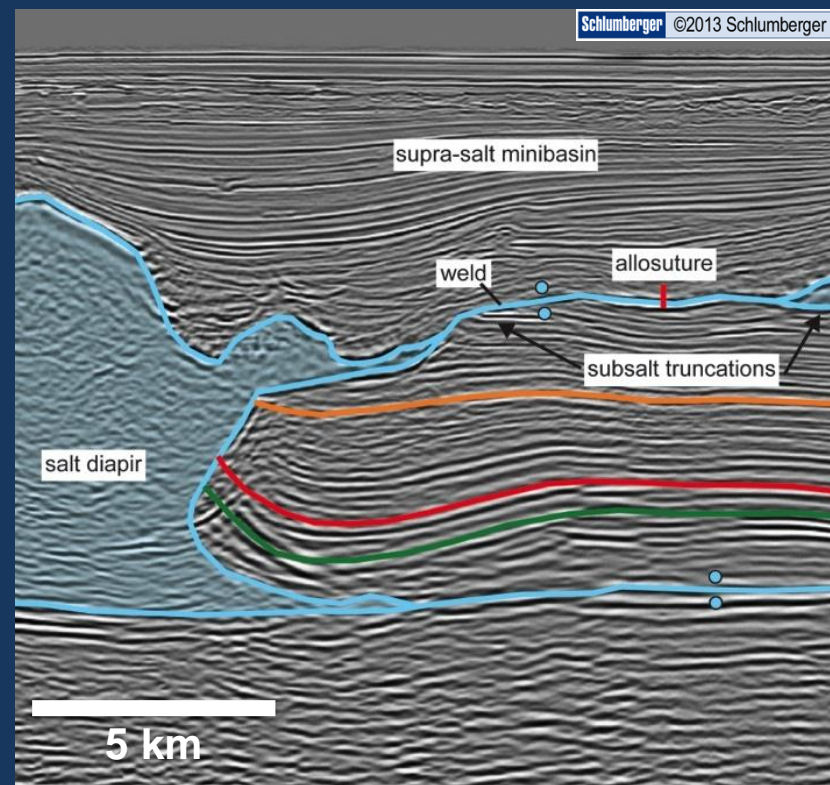 Schlumberger ©2013 Schlumberger
supra-salt minibasin
weld
allosuture
subsalt truncations
salt diapir
5 km